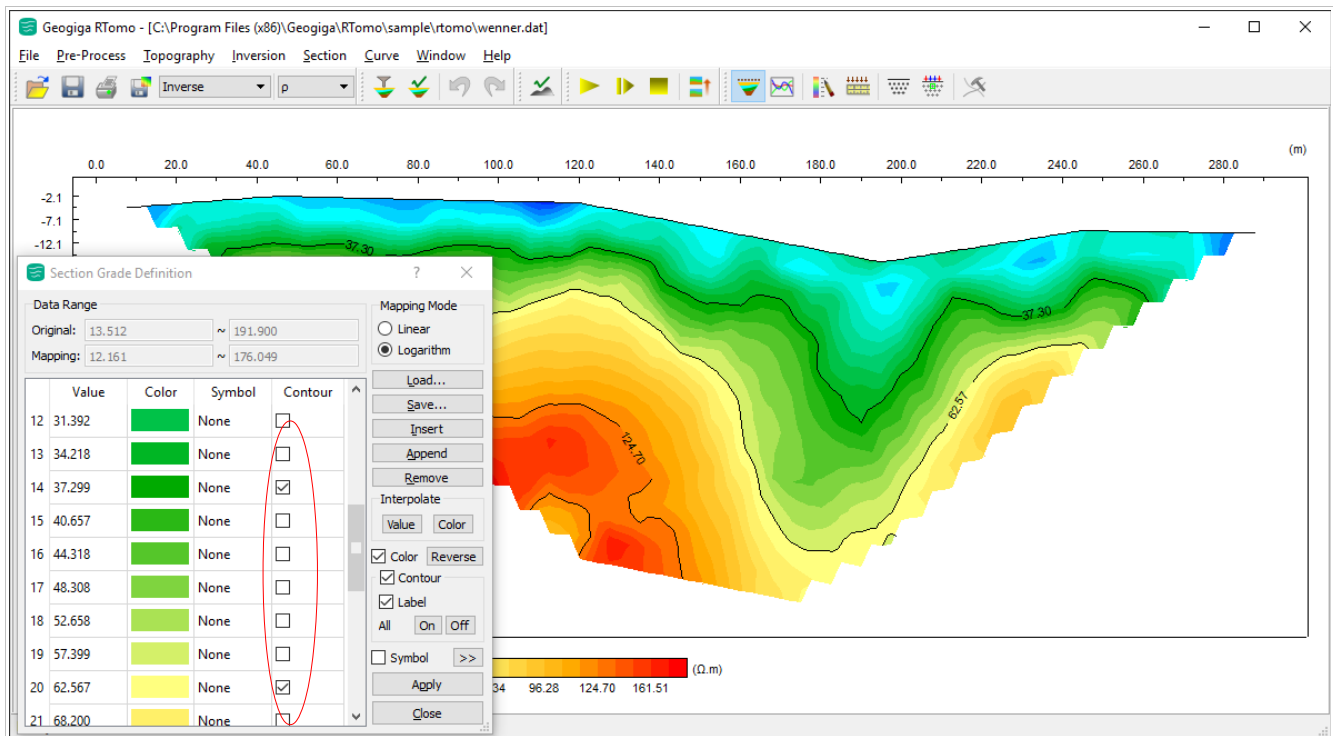 Geogiga RTomo - [C:\Program Files (x86)\Geogiga\RTomo\sample\rtomo\wenner.dat]
File Pre-Process Topography Inversion Section Curve Window Help
Inverse ρ
(m)
0.0 20.0 40.0 60.0 80.0 100.0 120.0 140.0 160.0 180.0 200.0 220.0 240.0 260.0 280.0
-2.1
-7.1
-12.1
37.30
37.30
62.57
124.70
Section Grade Definition ? ×
Data Range
Original: 13.512 ~ 191.900
Mapping: 12.161 ~ 176.049
Value Color Symbol Contour
12 31.392 None
13 34.218 None
14 37.299 None
15 40.657 None
16 44.318 None
17 48.308 None
18 52.658 None
19 57.399 None
20 62.567 None
21 68.200 None
Mapping Mode
Linear
Logarithm
Load...
Save...
Insert
Append
Remove
Interpolate
Value Color
Color Reverse
Contour
Label
All On Off
Symbol >>
Apply
Close
34 96.28 124.70 161.51
(Ω.m)